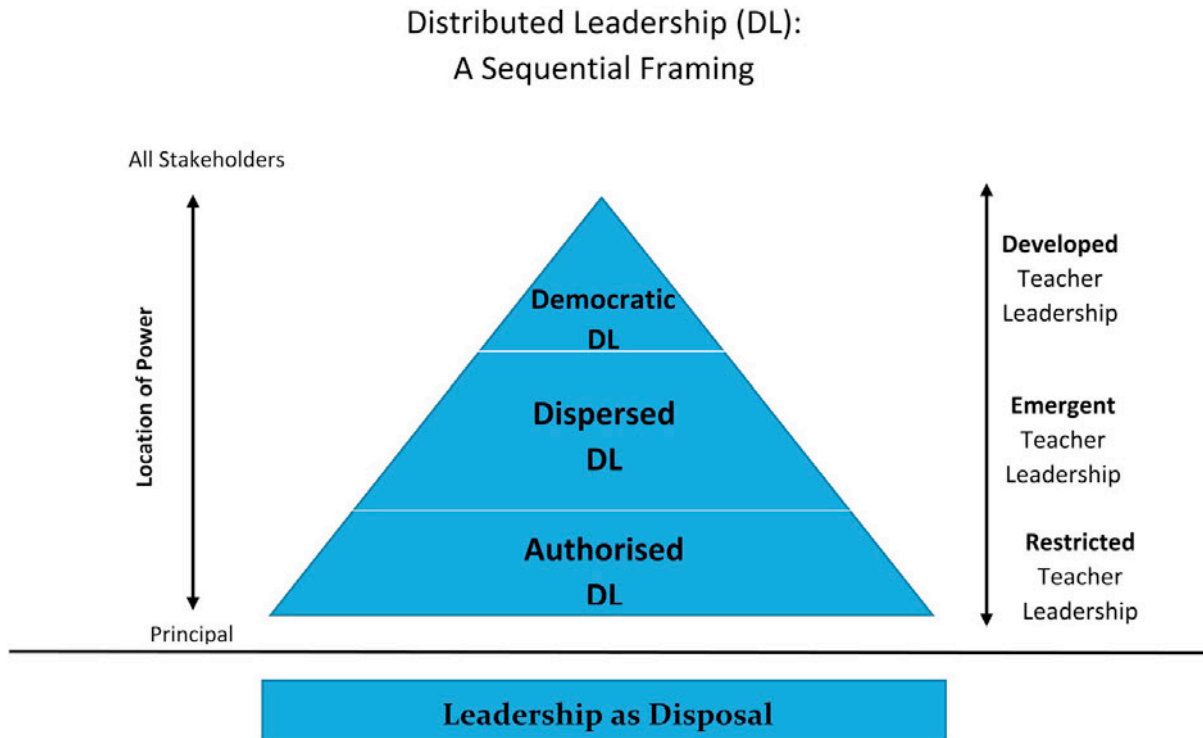 Distributed Leadership (DL):
A Sequential Framing
All Stakeholders
Location of Power
Principal
Democratic
DL
Dispersed
DL
Authorised
DL
Developed
Teacher
Leadership
Emergent
Teacher
Leadership
Restricted
Teacher
Leadership
Leadership as Disposal